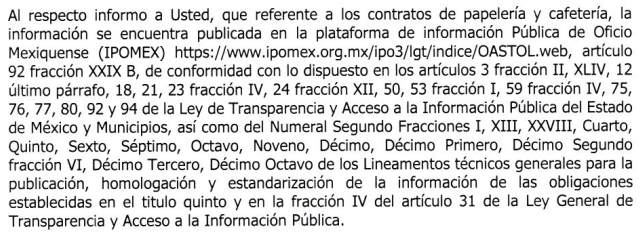 Al respecto informo a Usted, que referente a los contratos de papelería y cafetería, la
información se encuentra publicada en la plataforma de información Pública de Oficio
Mexiquense (IPOMEX) https://www.ipomex.org.mx/ipo3/lgt/indice/OASTOL.web, artículo
92 fracción XXIX B, de conformidad con lo dispuesto en los artículos 3 fracción II, XLIV, 12
último párrafo, 18, 21, 23 fracción IV, 24 fracción XII, 50, 53 fracción I, 59 fracción IV, 75,
76, 77, 80, 92 y 94 de la Ley de Transparencia y Acceso a la Información Pública del Estado
de México y Municipios, así como del Numeral Segundo Fracciones I, XIII, XXVIII, Cuarto,
Quinto, Sexto, Séptimo, Octavo, Noveno, Décimo, Décimo Primero, Décimo Segundo
fracción VI, Décimo Tercero, Décimo Octavo de los Lineamentos técnicos generales para la
publicación, homologación y estandarización de la información de las obligaciones
establecidas en el titulo quinto y en la fracción IV del artículo 31 de la Ley General de
Transparencia y Acceso a la Información Pública.